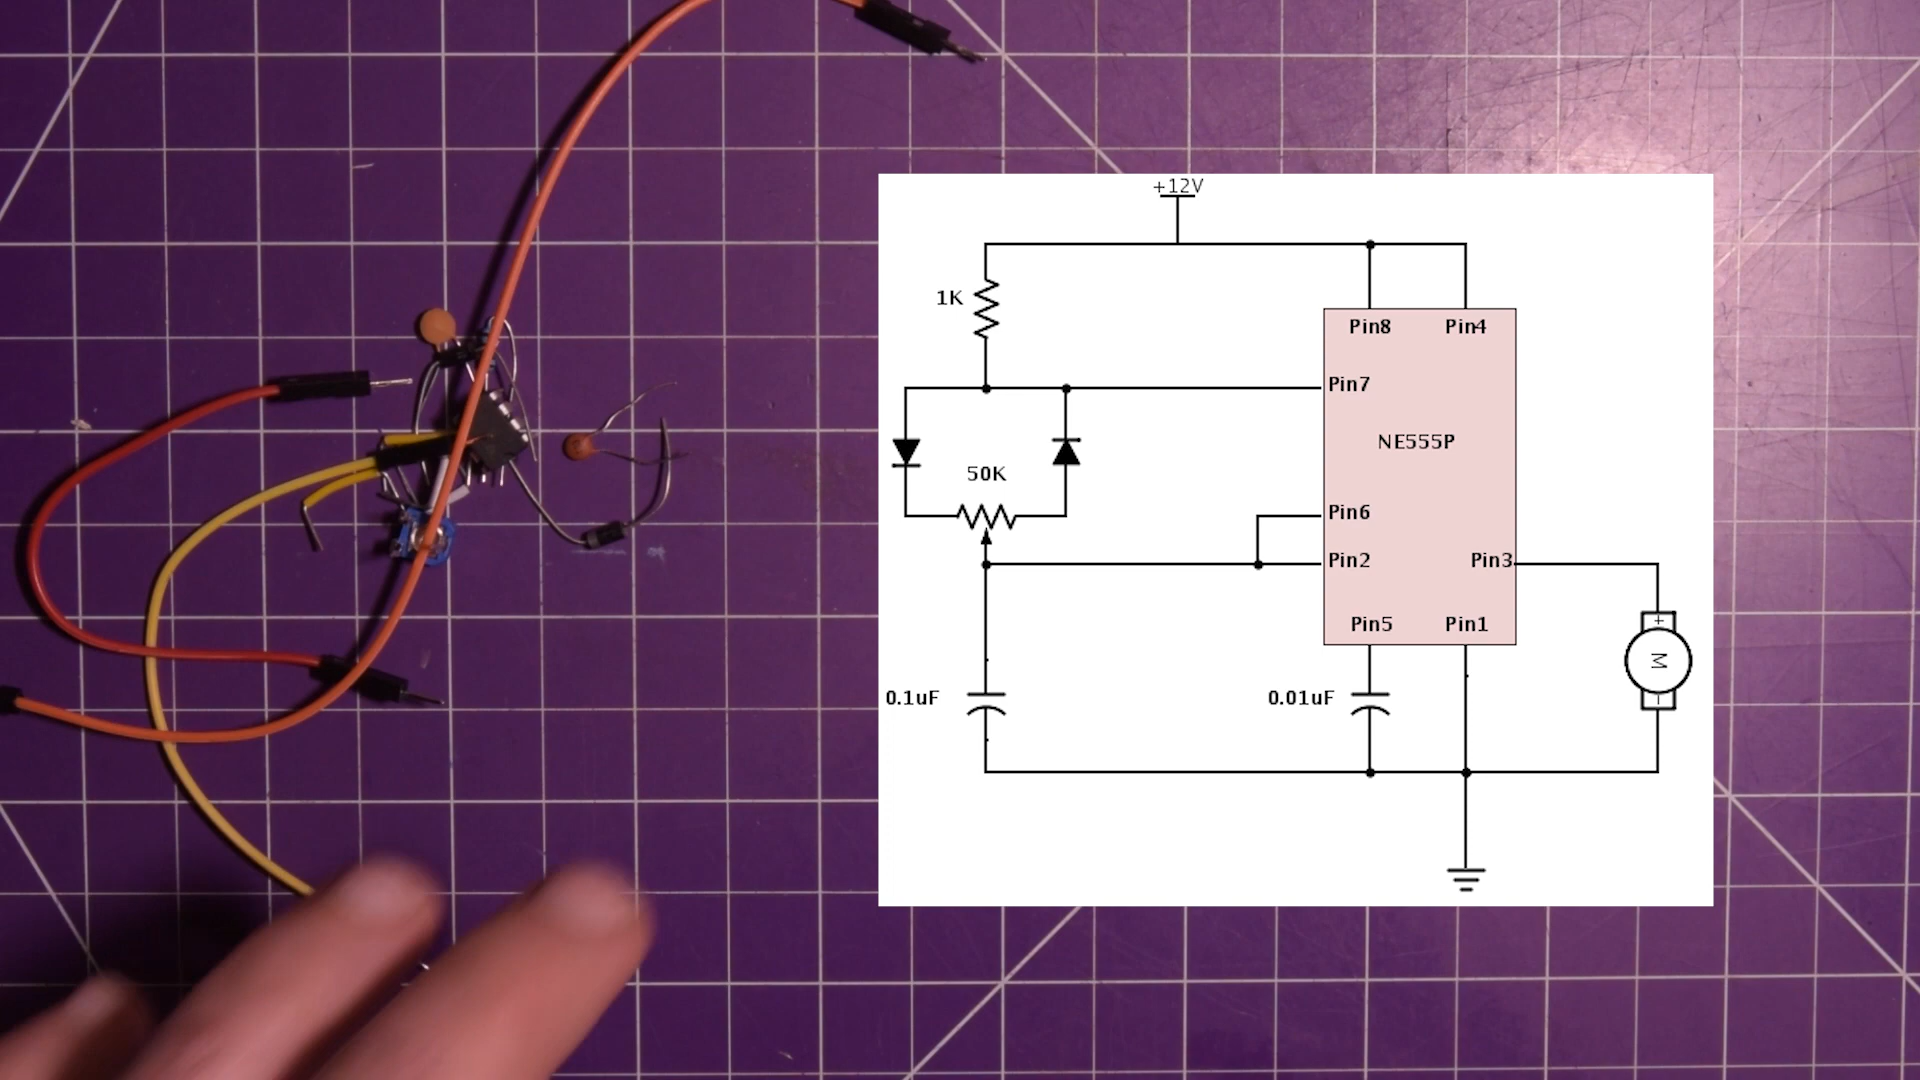 +12V
1K
Pin8
Pin4
Pin7
NE555P
50K
Pin6
Pin2
Pin3
Pin5
Pin1
+
M
−
0.1uF
0.01uF